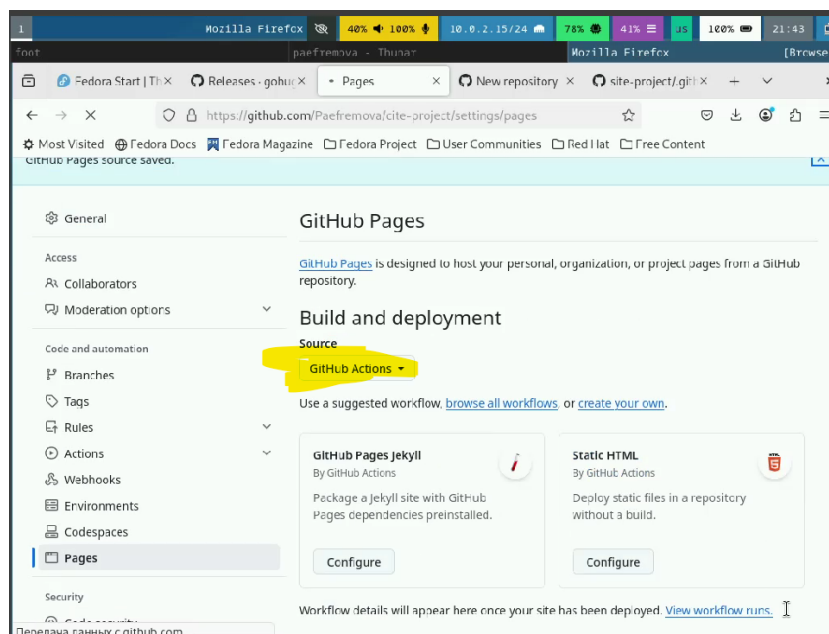 1 Mozilla Firefox 40% 100% 10.0.2.15/24 78% 41% us 100% 21:43
foot paefremova - Thunar Mozilla Firefox [Browse
Fedora Start | Th Releases · gohug Pages New repository site-project/.gith
https://github.com/Paefremova/cite-project/settings/pages
Most Visited Fedora Docs Fedora Magazine Fedora Project User Communities Red Hat Free Content
GitHub Pages source saved.
General
Access
Collaborators
Moderation options
Code and automation
Branches
Tags
Rules
Actions
Webhooks
Environments
Codespaces
Pages
Security
Code security
Передача данных с github.com
GitHub Pages
GitHub Pages is designed to host your personal, organization, or project pages from a GitHub
repository.
Build and deployment
Source
GitHub Actions
Use a suggested workflow, browse all workflows, or create your own.
GitHub Pages Jekyll
By GitHub Actions
Package a Jekyll site with GitHub
Pages dependencies preinstalled.
Configure
Static HTML
By GitHub Actions
Deploy static files in a repository
without a build.
Configure
Workflow details will appear here once your site has been deployed. View workflow runs.